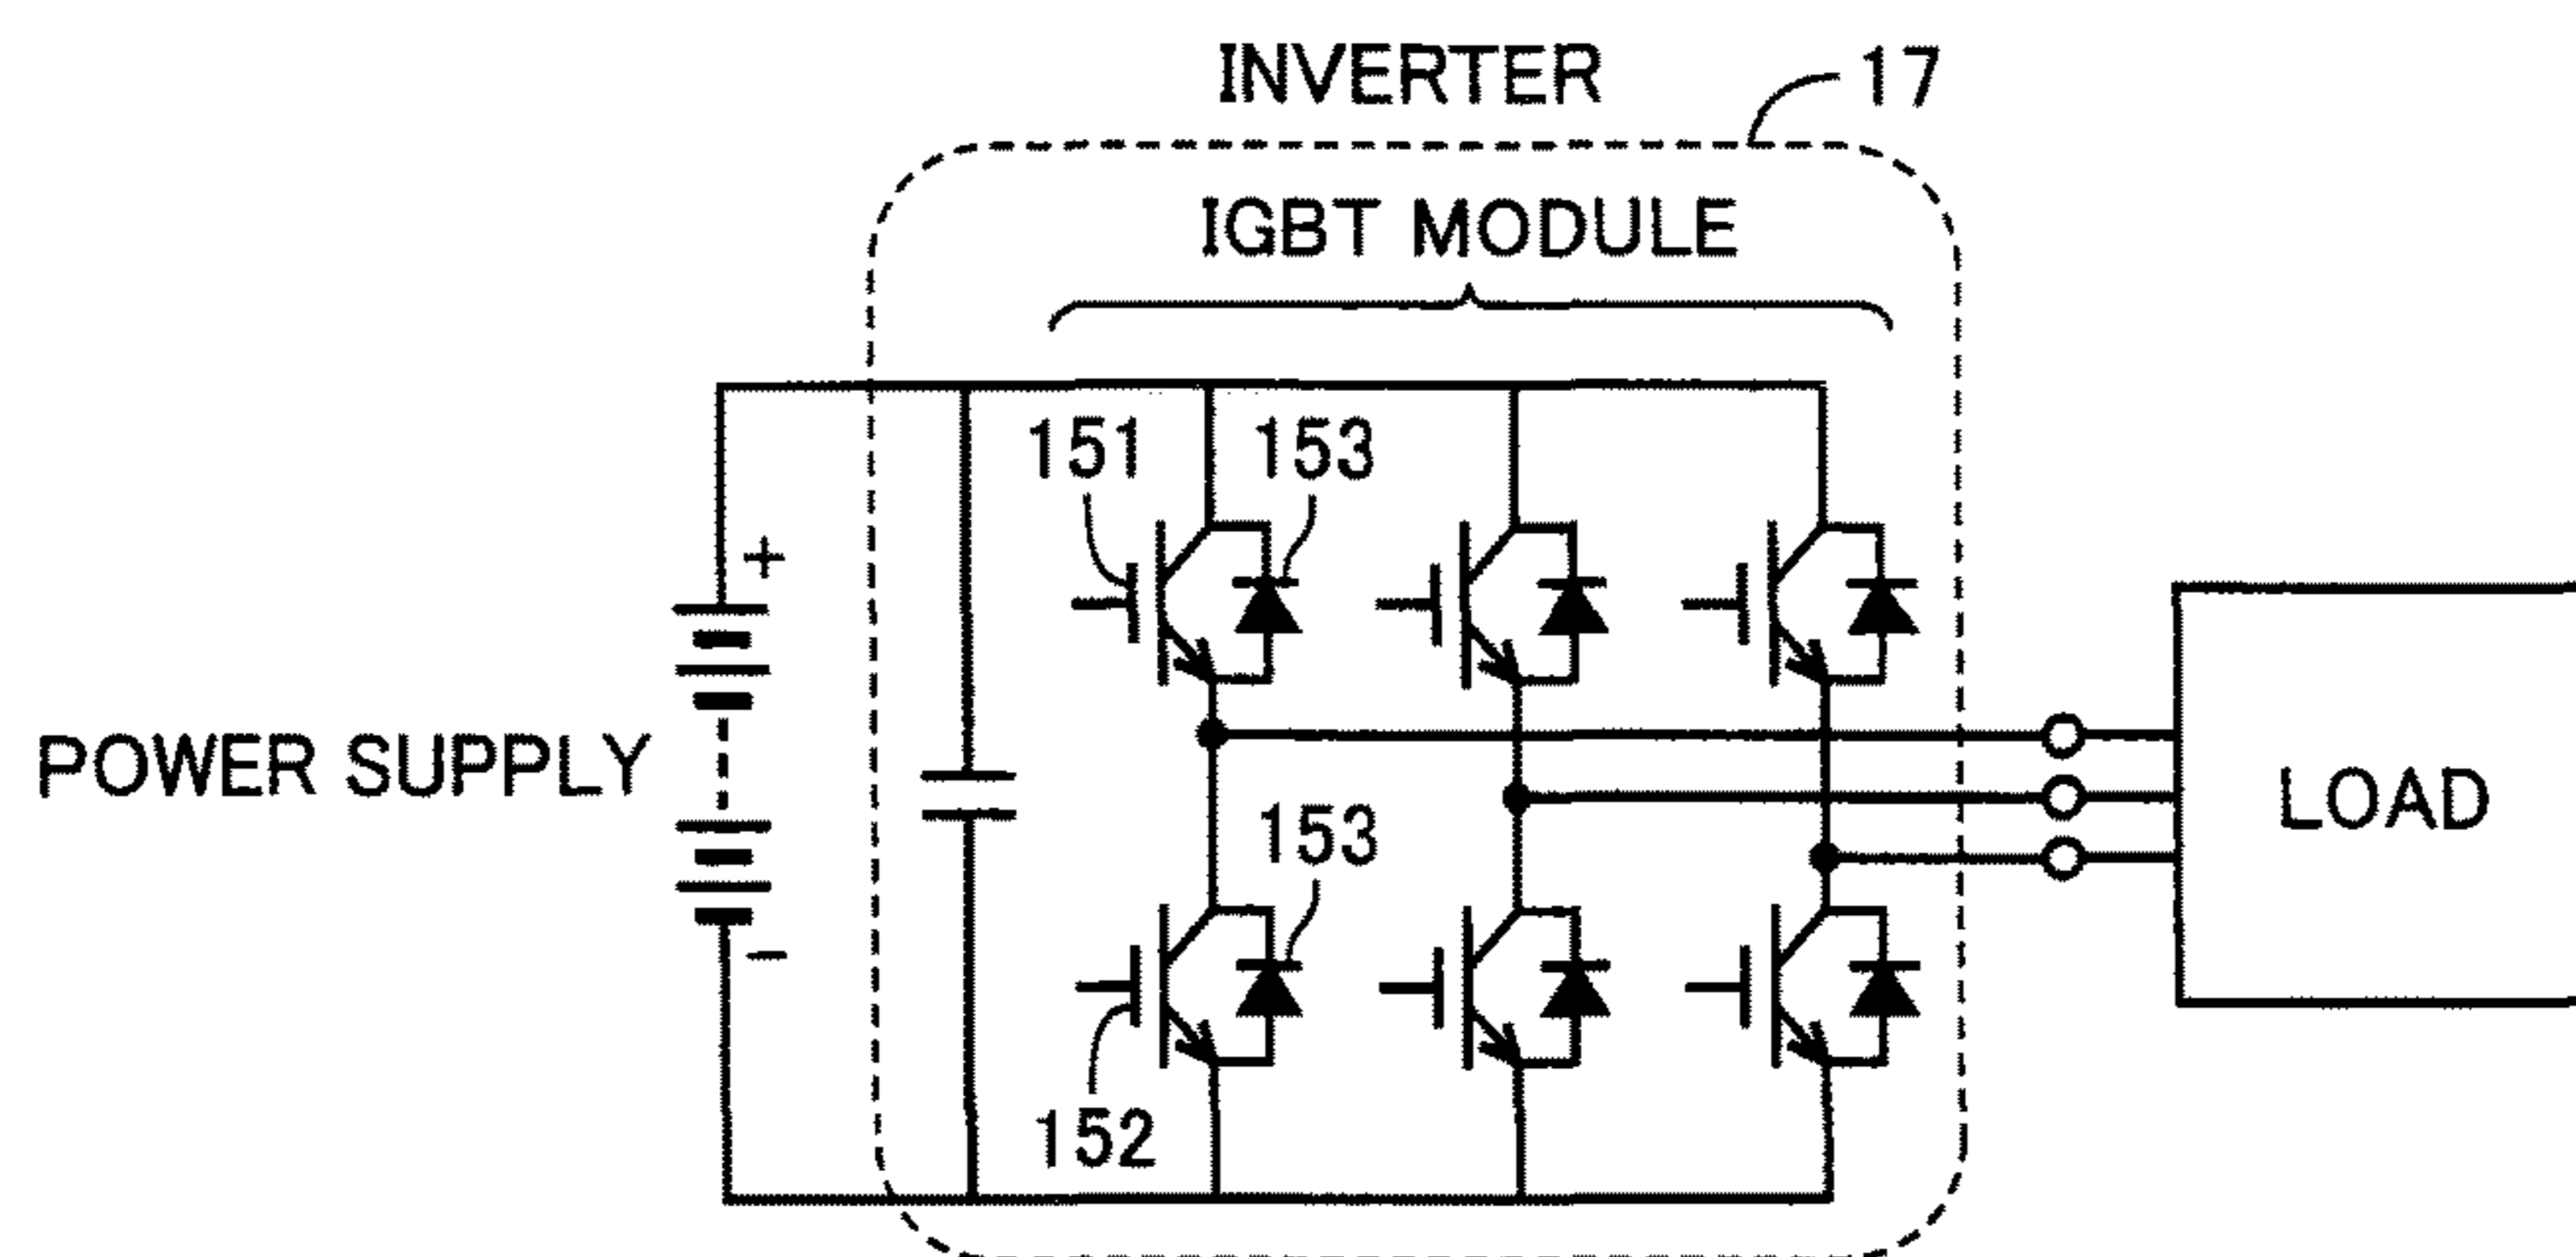 INVERTER 17
IGBT MODULE
151 153
+
POWER SUPPLY
LOAD
153
−
152